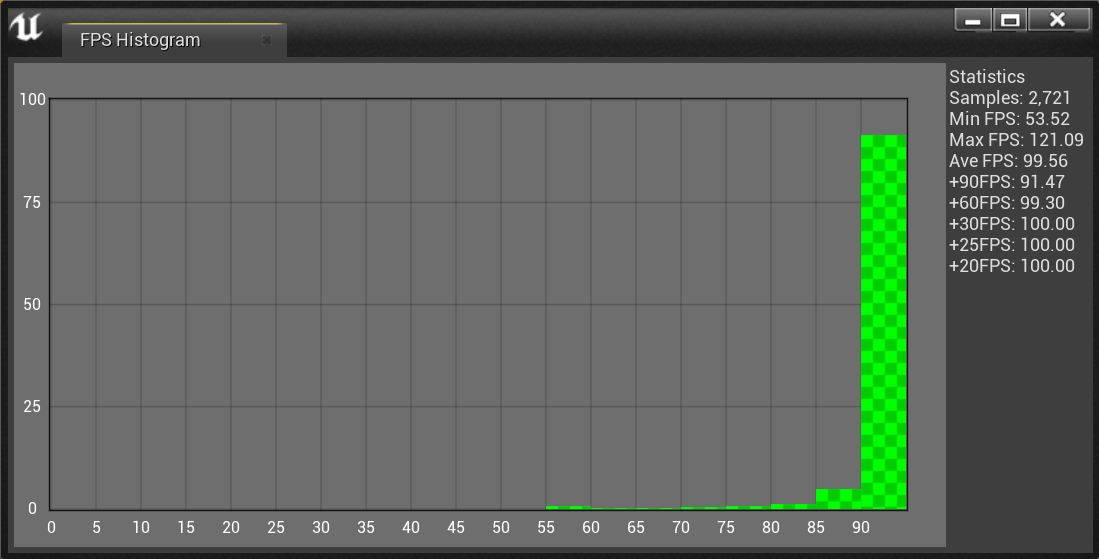 FPS Histogram
Statistics
Samples: 2,721
Min FPS: 53.52
Max FPS: 121.09
Ave FPS: 99.56
+90FPS: 91.47
+60FPS: 99.30
+30FPS: 100.00
+25FPS: 100.00
+20FPS: 100.00
100
75
50
25
0
0 5 10 15 20 25 30 35 40 45 50 55 60 65 70 75 80 85 90